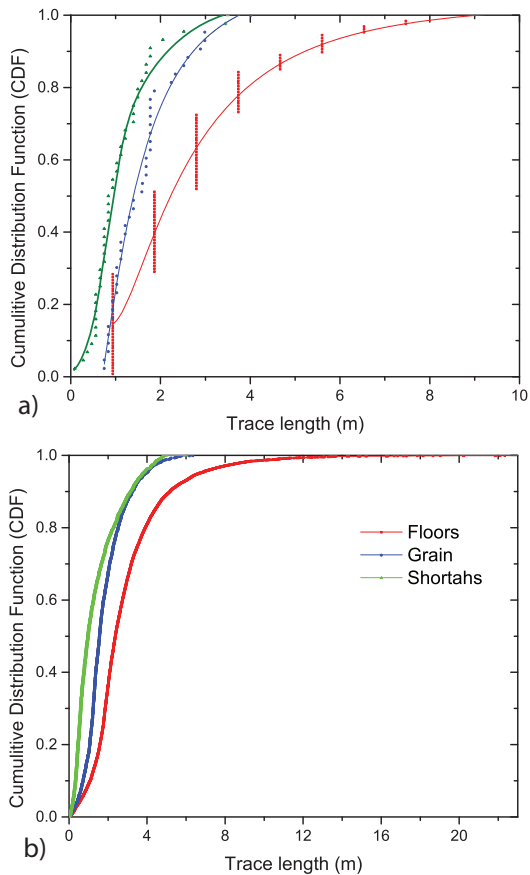 1.0
0.8
0.6
0.4
0.2
0.0
Cumulitive Distribution Function (CDF)
0 2 4 6 8 10
a)
Trace length (m)
1.0
0.8
0.6
0.4
0.2
0.0
Cumulitive Distribution Function (CDF)
Floors
Grain
Shortahs
0 4 8 12 16 20
b)
Trace length (m)